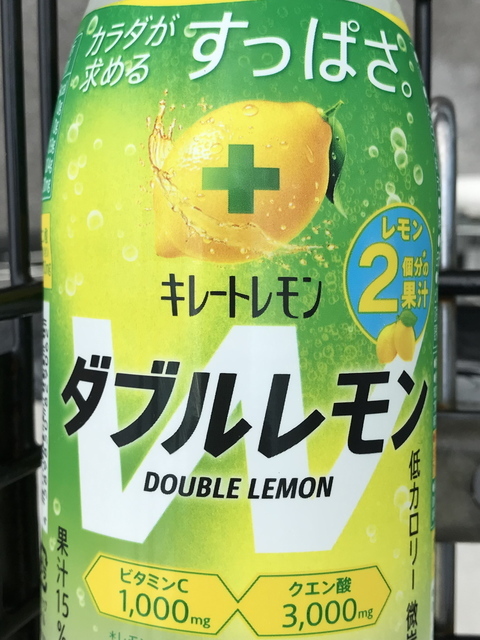 カラダが
求める
すっぱさ。
キレートレモン
レモン
2個分の
果汁
W
ダブルレモン
DOUBLE LEMON
低カロリー 微
果汁15%
ビタミンC
1,000mg
クエン酸
3,000mg